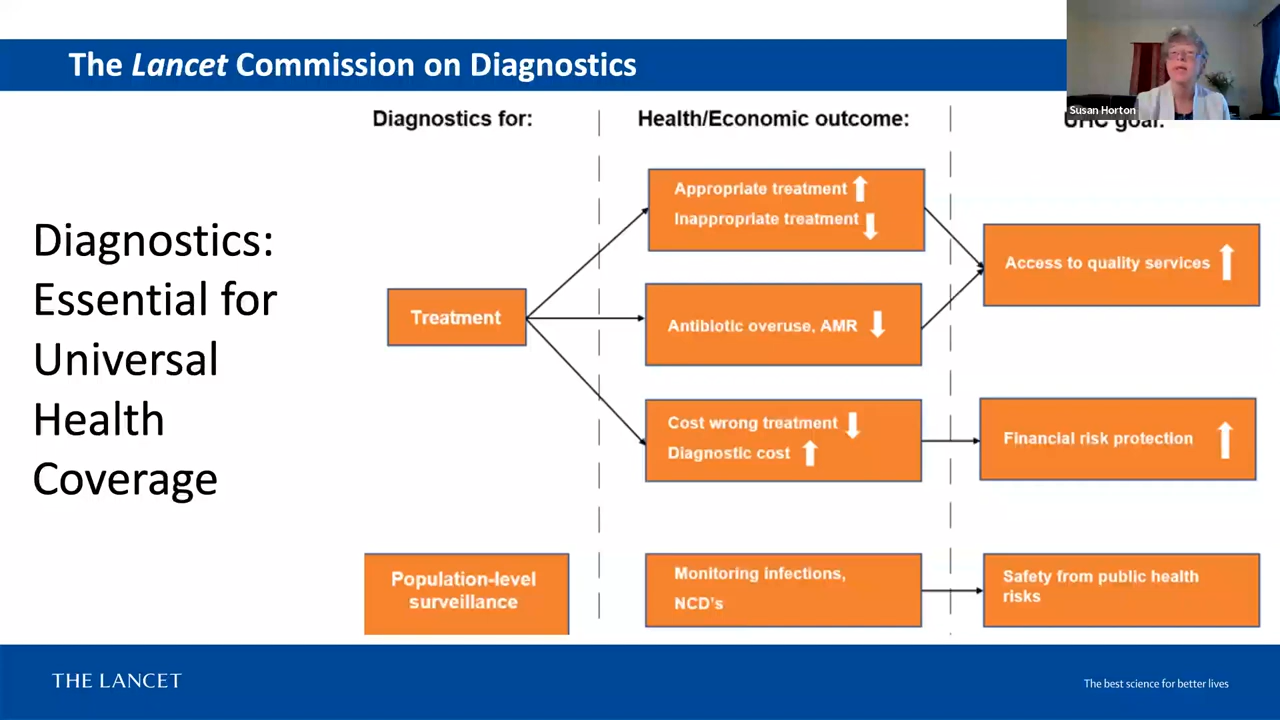 The Lancet Commission on Diagnostics
Susan Horton
Diagnostics for:
Health/Economic outcome:
UHC goal:
Diagnostics:
Essential for
Universal
Health
Coverage
Treatment
Appropriate treatment
Inappropriate treatment
Antibiotic overuse, AMR
Cost wrong treatment
Diagnostic cost
Access to quality services
Financial risk protection
Population-level
surveillance
Monitoring infections,
NCD's
Safety from public health
risks
THE LANCET
The best science for better lives